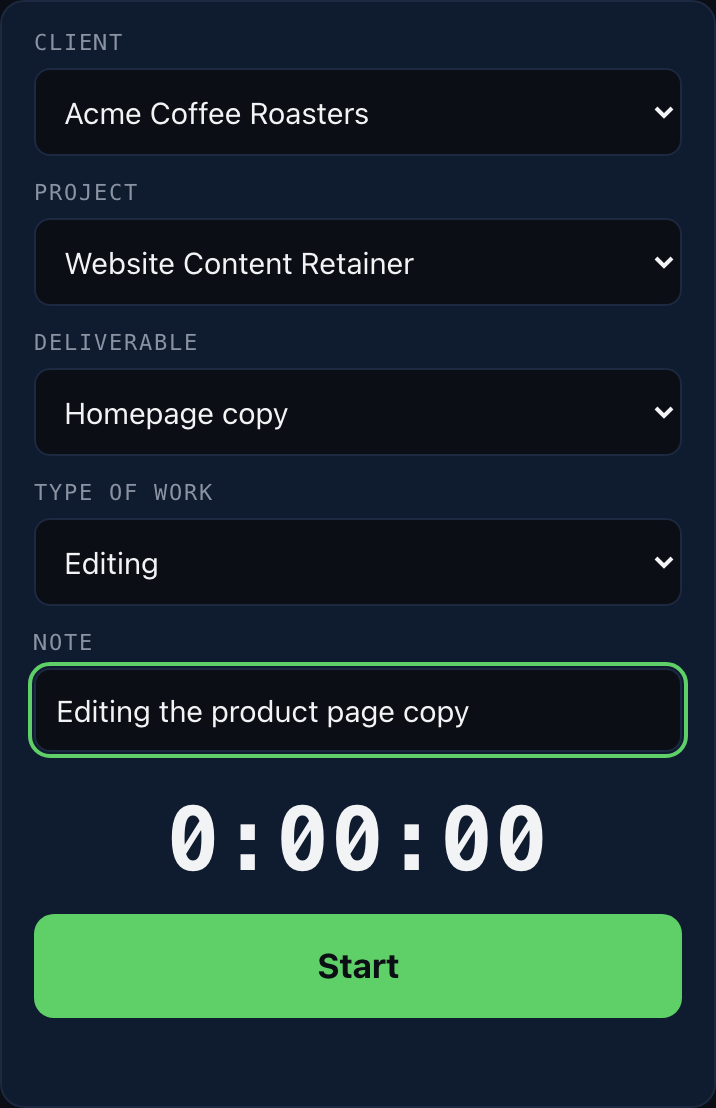 CLIENT
Acme Coffee Roasters
PROJECT
Website Content Retainer
DELIVERABLE
Homepage copy
TYPE OF WORK
Editing
NOTE
Editing the product page copy
0:00:00
Start